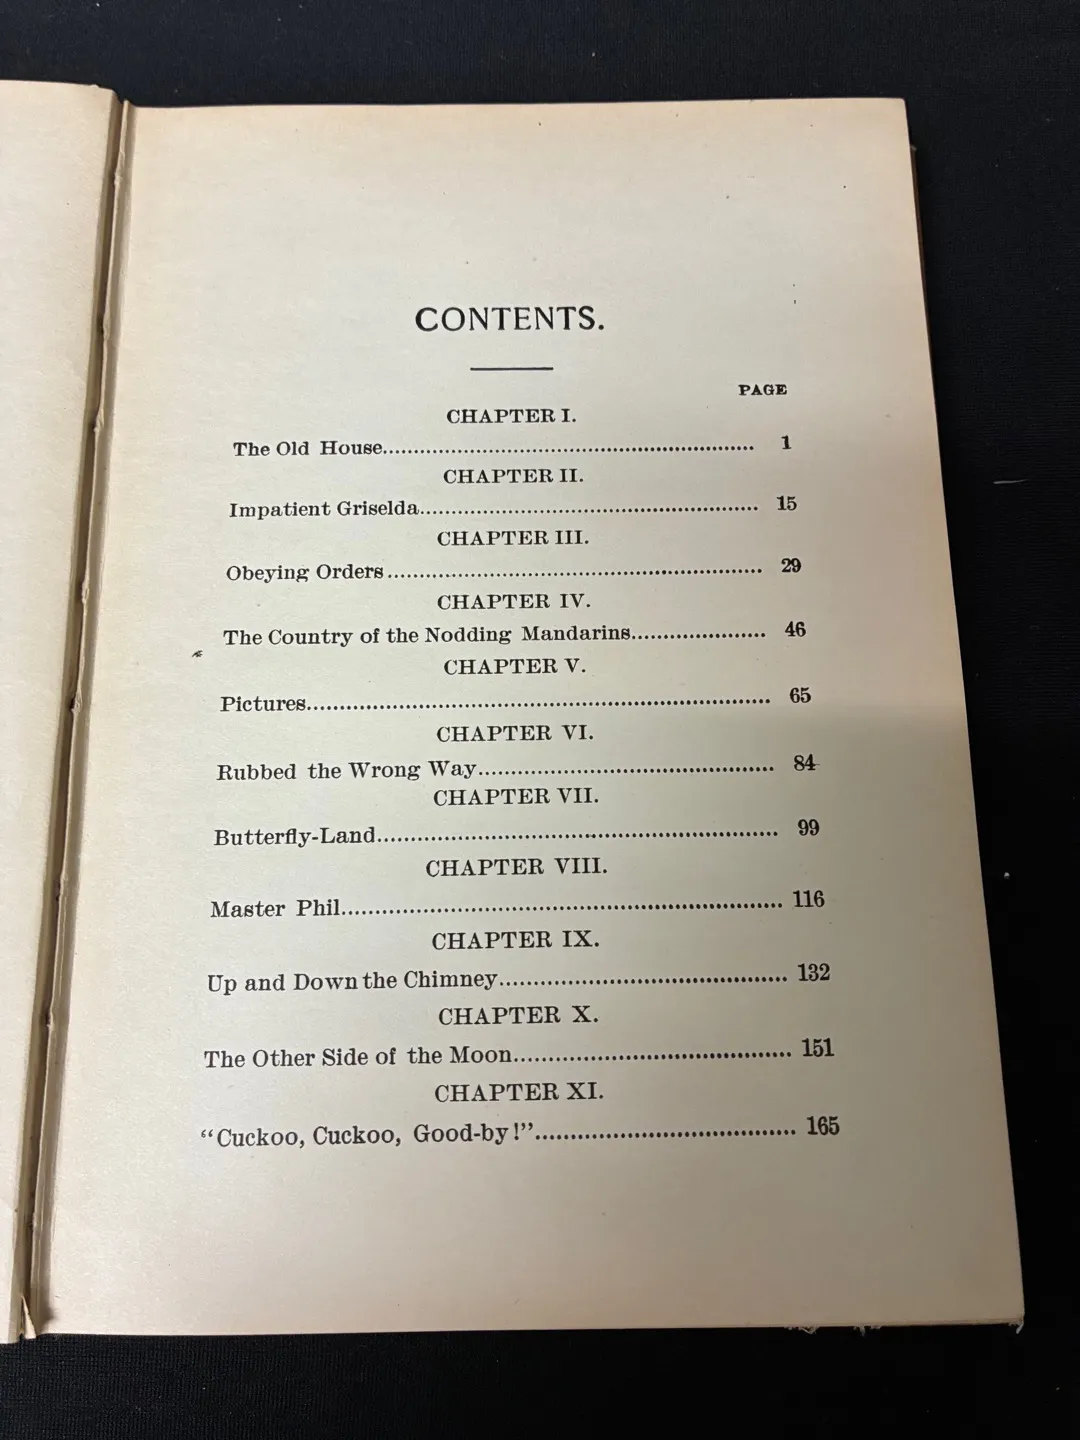 CONTENTS.
PAGE
CHAPTER I.
The Old House........................................................ 1
CHAPTER II.
Impatient Griselda................................................... 15
CHAPTER III.
Obeying Orders........................................................ 29
CHAPTER IV.
The Country of the Nodding Mandarins..................... 46
CHAPTER V.
Pictures...................................................................... 65
CHAPTER VI.
Rubbed the Wrong Way............................................ 84
CHAPTER VII.
Butterfly-Land............................................................ 99
CHAPTER VIII.
Master Phil.................................................................. 116
CHAPTER IX.
Up and Down the Chimney........................................... 132
CHAPTER X.
The Other Side of the Moon.......................................... 151
CHAPTER XI.
“Cuckoo, Cuckoo, Good-by!”....................................... 165